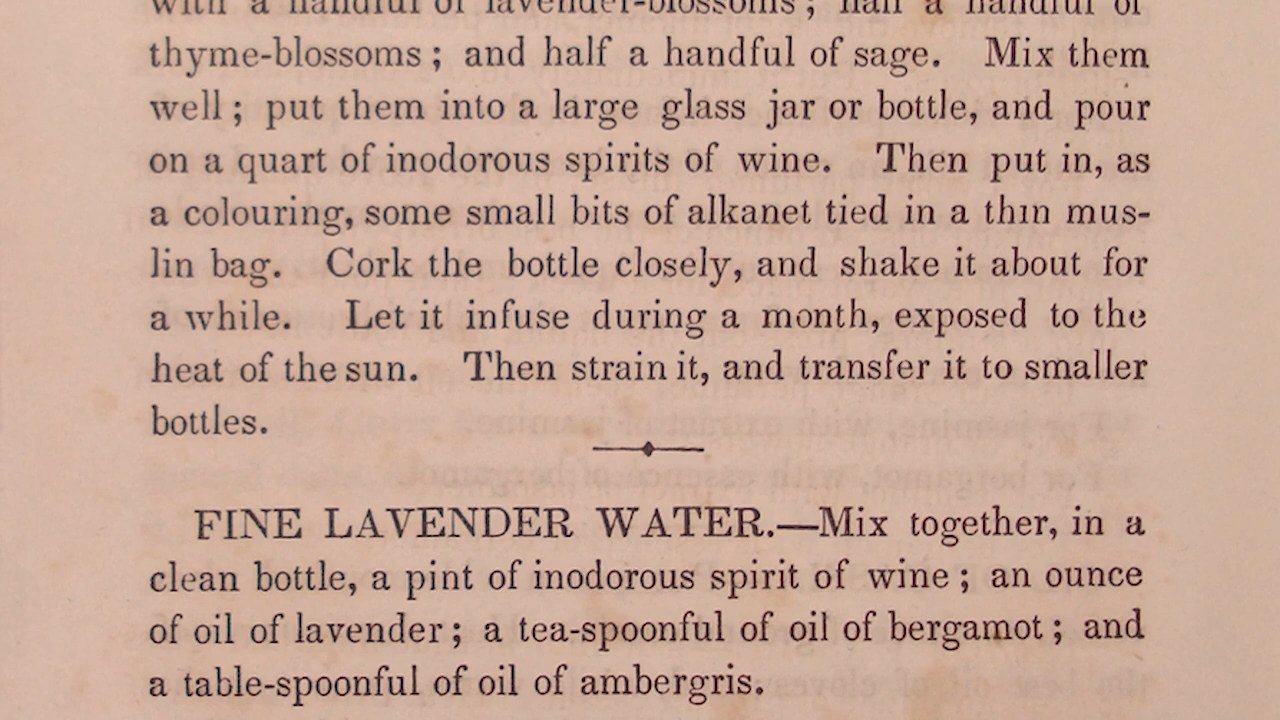 with a handful of lavender-blossoms; half a handful of
thyme-blossoms; and half a handful of sage. Mix them
well; put them into a large glass jar or bottle, and pour
on a quart of inodorous spirits of wine. Then put in, as
a colouring, some small bits of alkanet tied in a thin mus-
lin bag. Cork the bottle closely, and shake it about for
a while. Let it infuse during a month, exposed to the
heat of the sun. Then strain it, and transfer it to smaller
bottles.
FINE LAVENDER WATER.—Mix together, in a
clean bottle, a pint of inodorous spirit of wine; an ounce
of oil of lavender; a tea-spoonful of oil of bergamot; and
a table-spoonful of oil of ambergris.